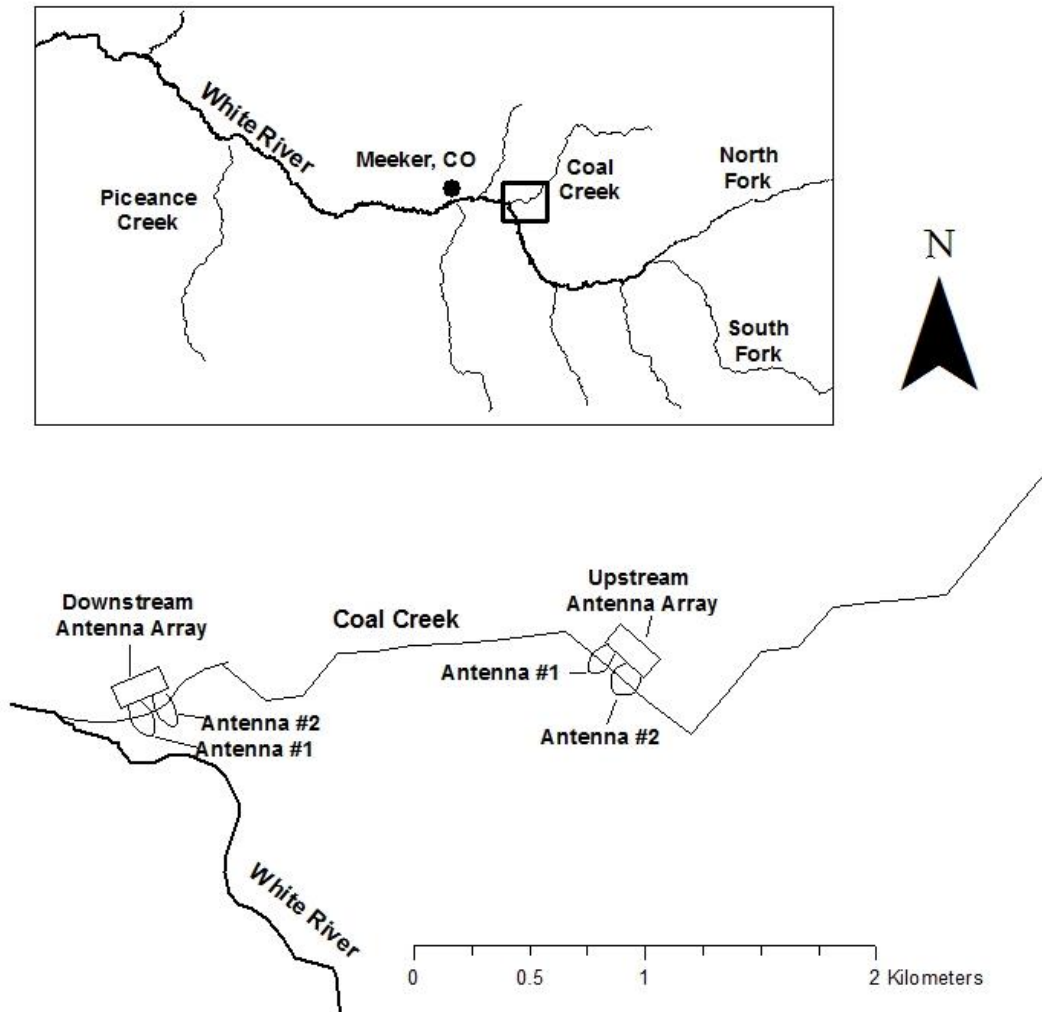 White River
Meeker, CO
Coal
Creek
North
Fork
Piceance
Creek
South
Fork
N
Downstream
Antenna Array
Coal Creek
Upstream
Antenna Array
Antenna #1
Antenna #2
Antenna #2
Antenna #1
White River
0 0.5 1 2 Kilometers